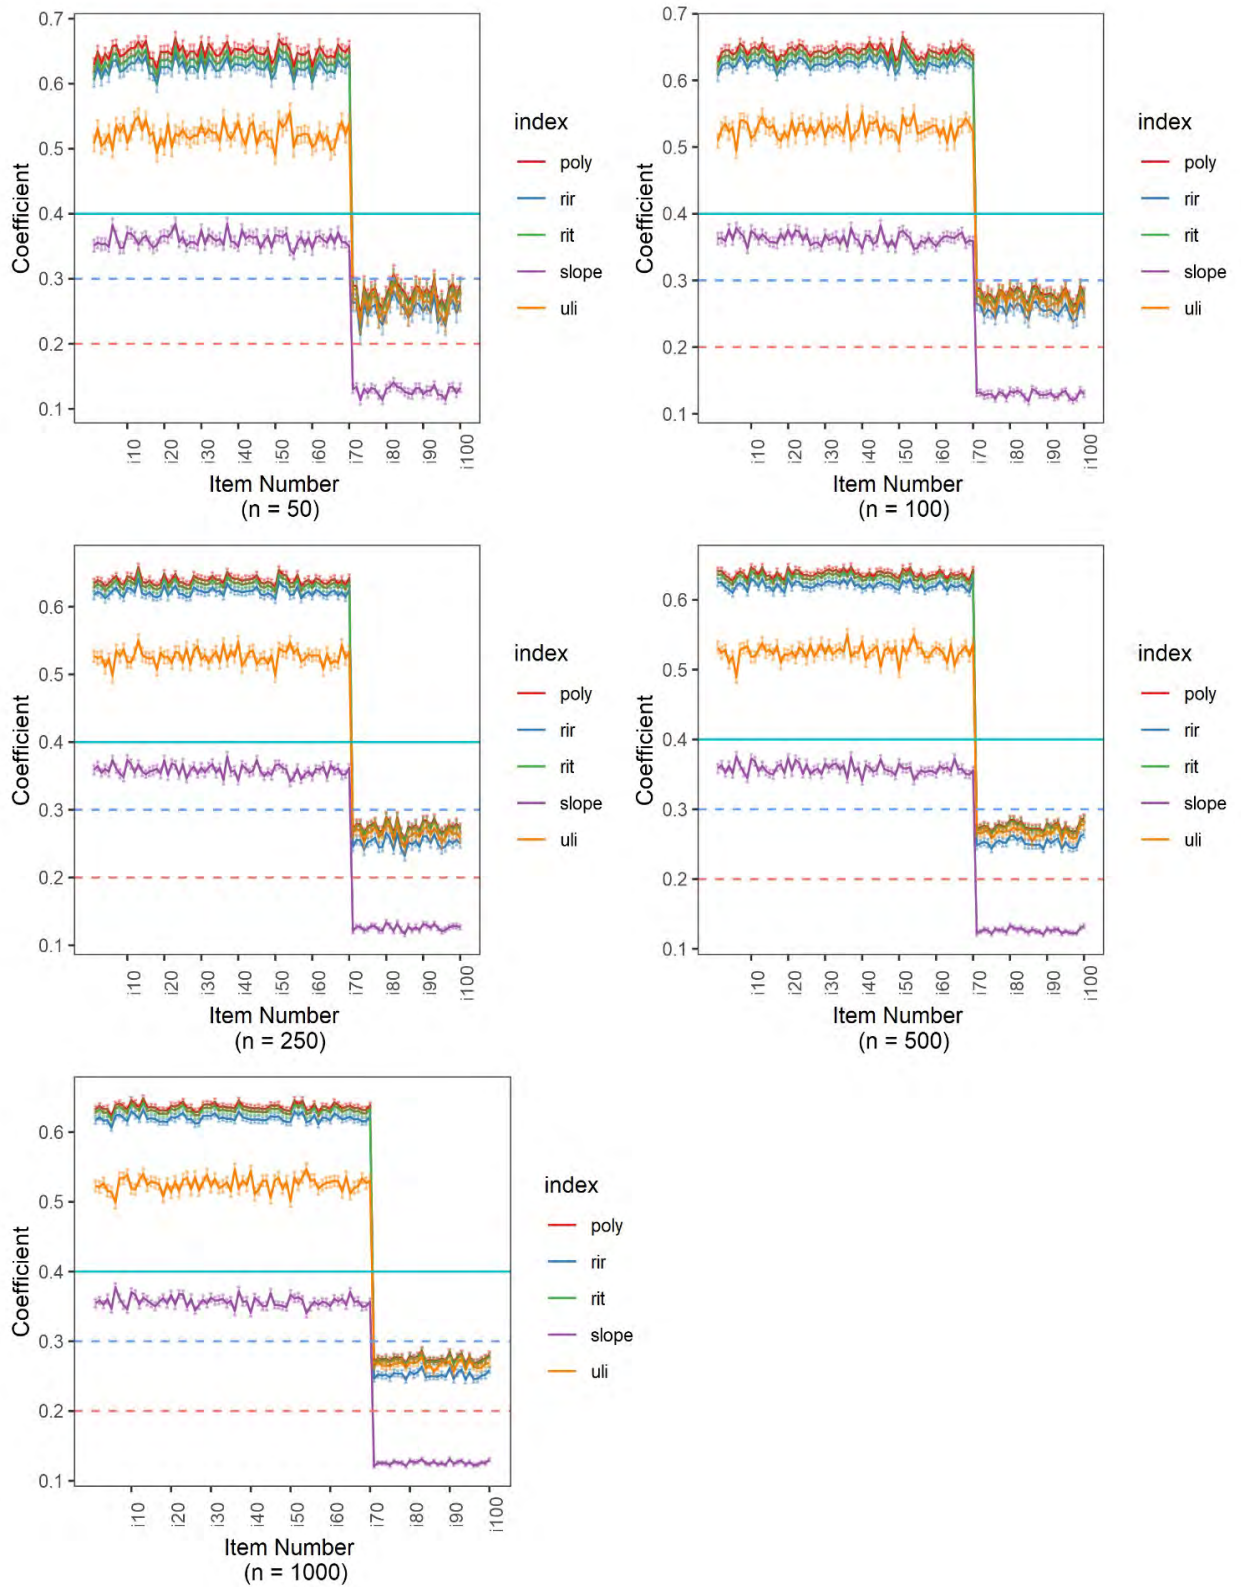 0.7
0.6
0.5
0.4
0.3
0.2
0.1
Coefficient
i10
i20
i30
i40
i50
i60
i70
i80
i90
i100
Item Number
(n = 50)
index
poly
rir
rit
slope
uli
0.7
0.6
0.5
0.4
0.3
0.2
0.1
Coefficient
i10
i20
i30
i40
i50
i60
i70
i80
i90
i100
Item Number
(n = 100)
index
poly
rir
rit
slope
uli
0.6
0.5
0.4
0.3
0.2
0.1
Coefficient
i10
i20
i30
i40
i50
i60
i70
i80
i90
i100
Item Number
(n = 250)
index
poly
rir
rit
slope
uli
0.6
0.5
0.4
0.3
0.2
0.1
Coefficient
i10
i20
i30
i40
i50
i60
i70
i80
i90
i100
Item Number
(n = 500)
index
poly
rir
rit
slope
uli
0.6
0.5
0.4
0.3
0.2
0.1
Coefficient
i10
i20
i30
i40
i50
i60
i70
i80
i90
i100
Item Number
(n = 1000)
index
poly
rir
rit
slope
uli